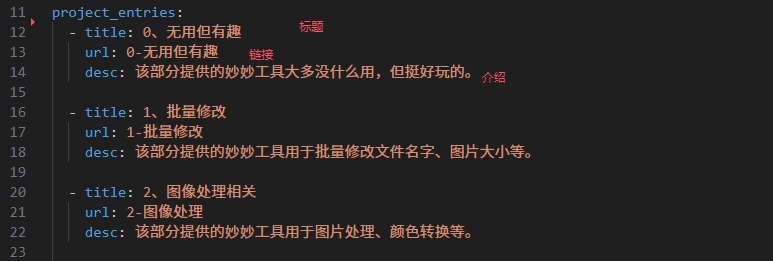 11 project_entries:
12 - title: 0、无用但有趣 标题
13 url: 0-无用但有趣 链接
14 desc: 该部分提供的妙妙工具大多没什么用，但挺好玩的。 介绍
15
16 - title: 1、批量修改
17 url: 1-批量修改
18 desc: 该部分提供的妙妙工具用于批量修改文件名字、图片大小等。
19
20 - title: 2、图像处理相关
21 url: 2-图像处理
22 desc: 该部分提供的妙妙工具用于图片处理、颜色转换等。
23